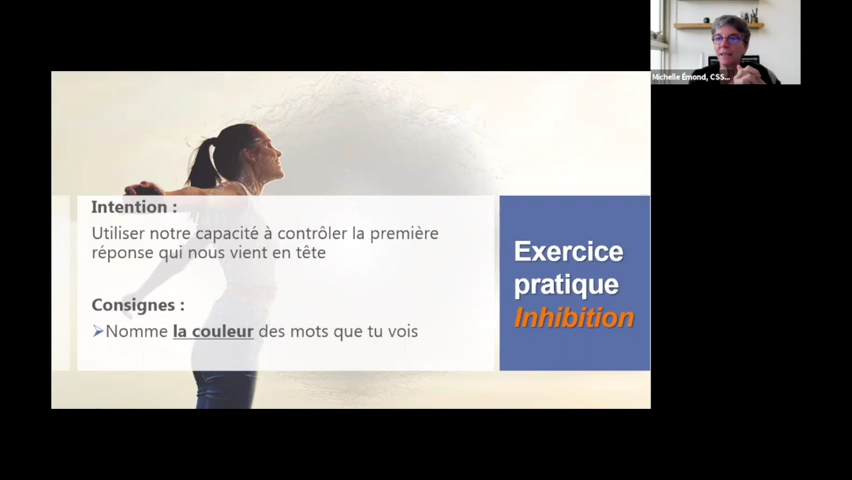 Michelle Émond, CSS...
Intention :
Utiliser notre capacité à contrôler la première
réponse qui nous vient en tête
Consignes :
➢Nomme la couleur des mots que tu vois
Exercice
pratique
Inhibition